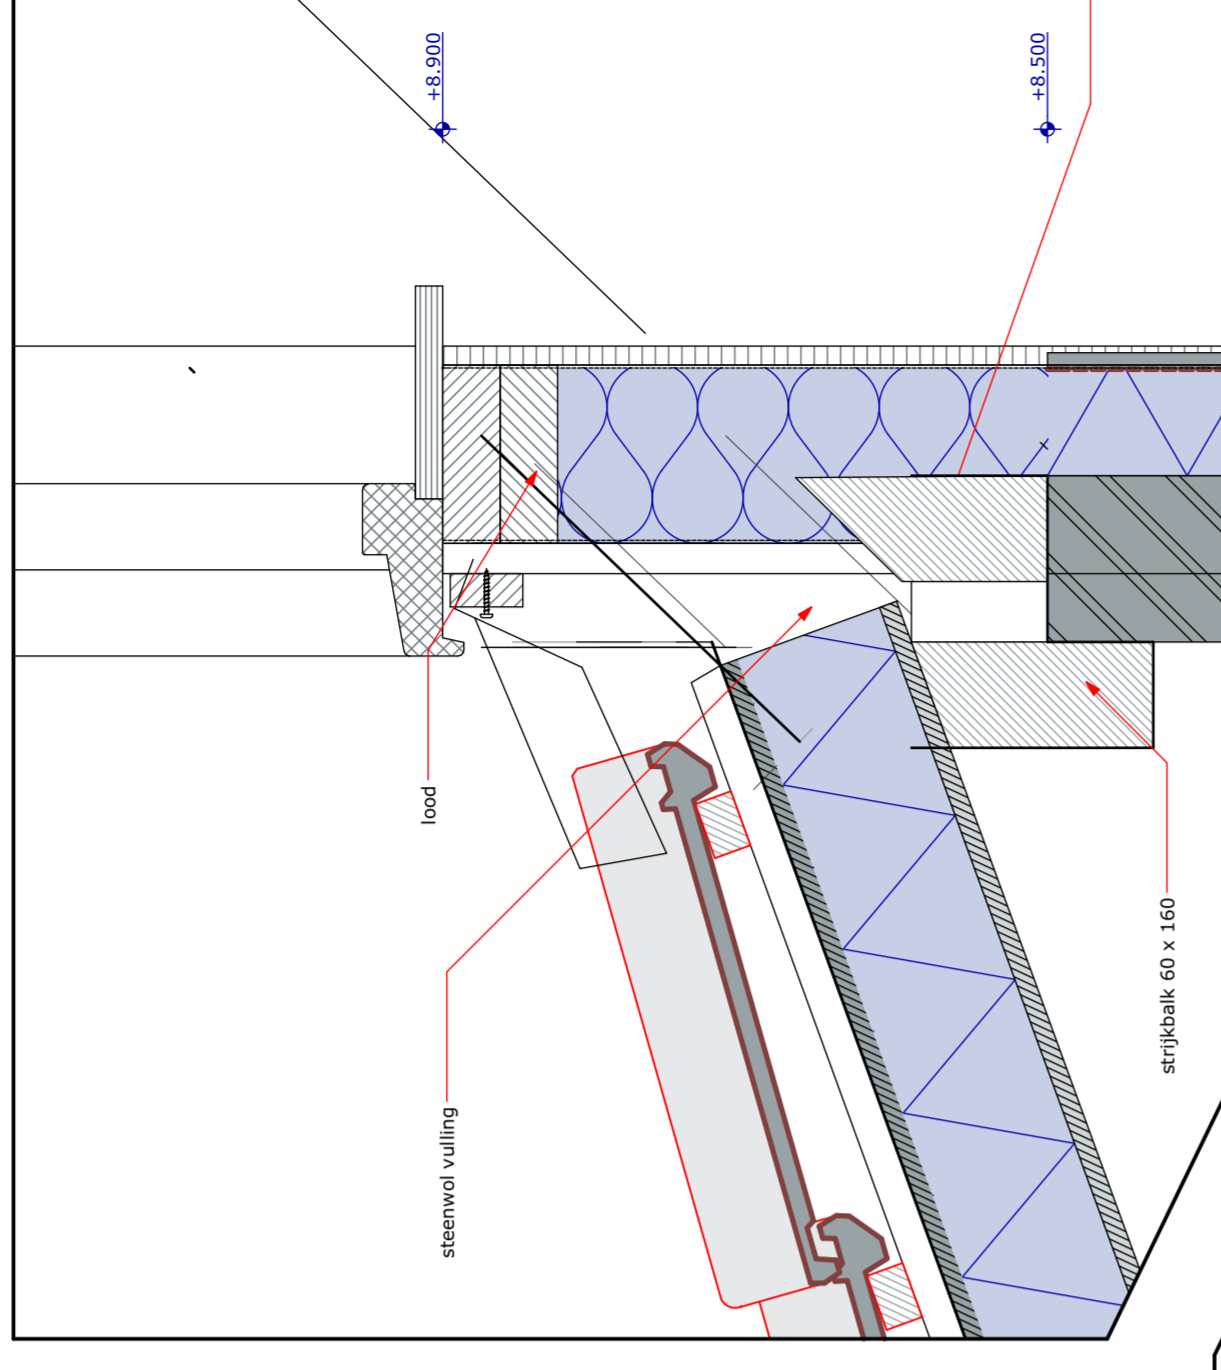 +8.900
+8.500
lood
steenwol vulling
strijkbalk 60 x 160